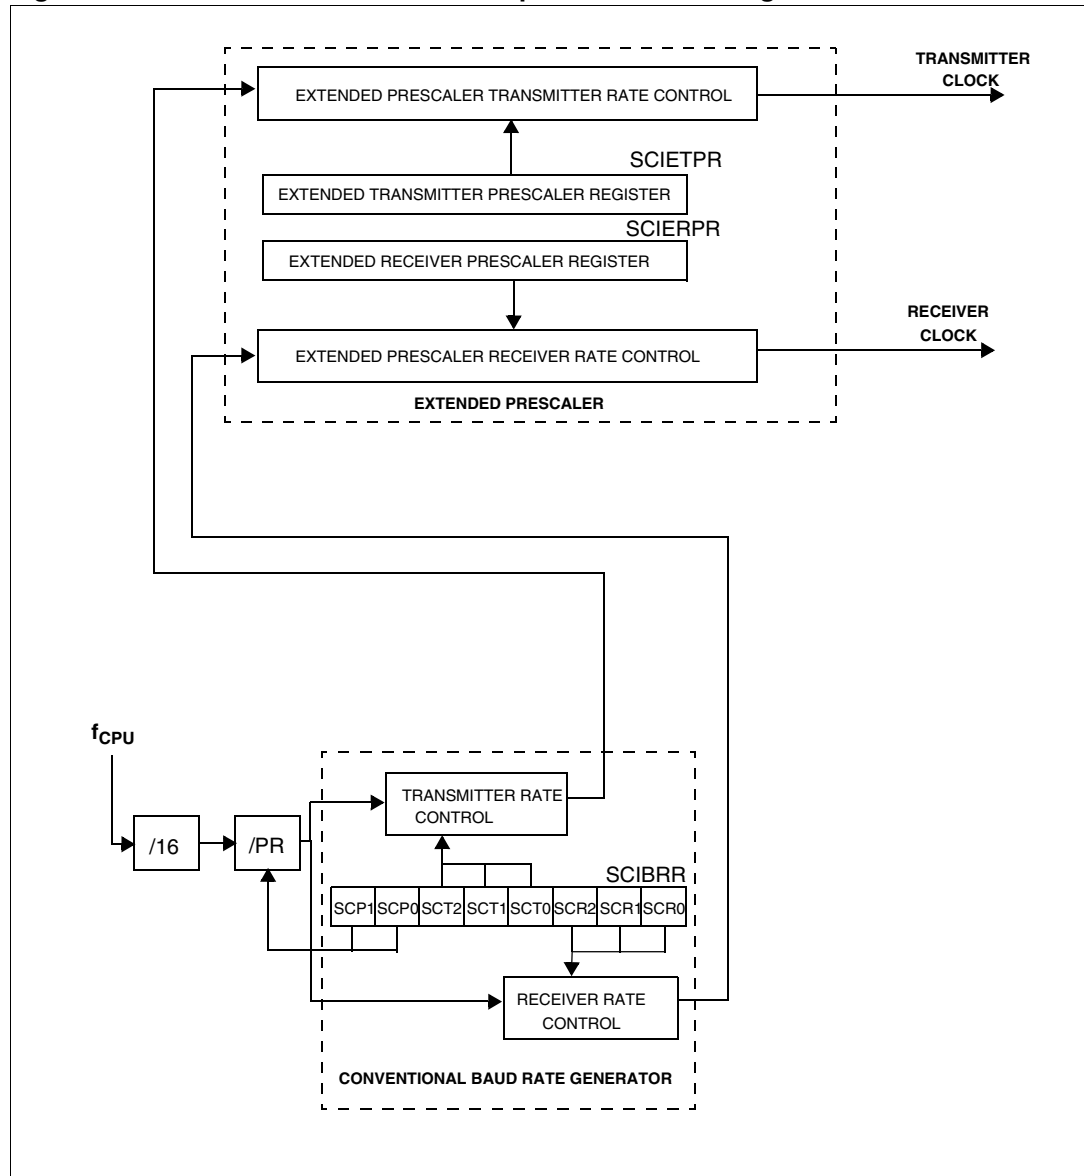 TRANSMITTER
CLOCK
EXTENDED PRESCALER TRANSMITTER RATE CONTROL
SCIETPR
EXTENDED TRANSMITTER PRESCALER REGISTER
SCIERPR
EXTENDED RECEIVER PRESCALER REGISTER
RECEIVER
CLOCK
EXTENDED PRESCALER RECEIVER RATE CONTROL
EXTENDED PRESCALER
fCPU
TRANSMITTER RATE
CONTROL
/16
/PR
SCIBRR
SCP1 SCP0 SCT2 SCT1 SCT0 SCR2 SCR1 SCR0
RECEIVER RATE
CONTROL
CONVENTIONAL BAUD RATE GENERATOR